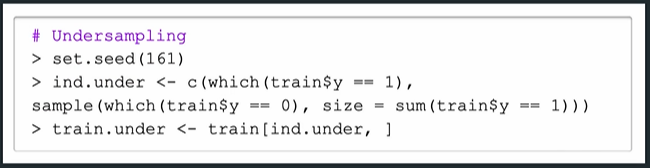 # Undersampling
> set.seed(161)
> ind.under <- c(which(train$y == 1),
sample(which(train$y == 0), size = sum(train$y == 1)))
> train.under <- train[ind.under, ]